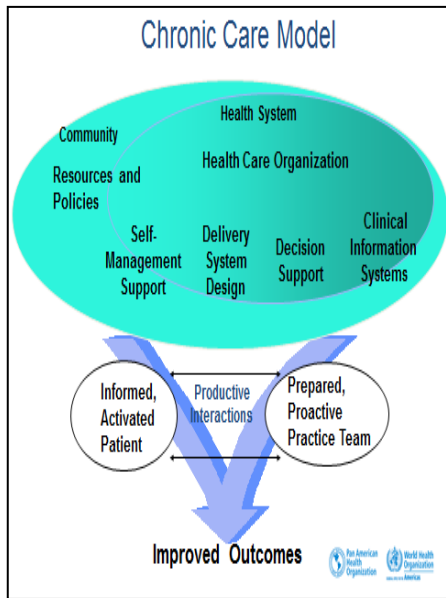 Chronic Care Model
Health System
Community
Health Care Organization
Resources and
Policies
Self-
Management
Support
Delivery
System
Design
Decision
Support
Clinical
Information
Systems
Informed,
Activated
Patient
Productive
Interactions
Prepared,
Proactive
Practice Team
Improved Outcomes
Pan American
Health
Organization
World Health
Organization
Americas